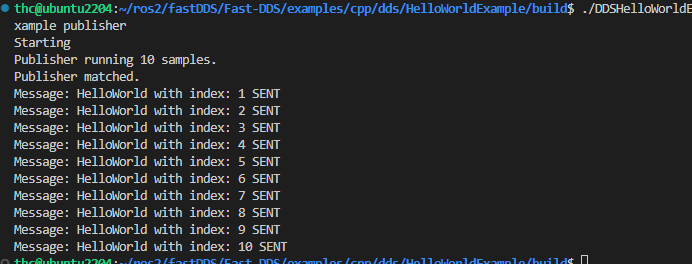 thc@ubuntu2204:~/ros2/fastDDS/Fast-DDS/examples/cpp/dds/HelloWorldExample/build$ ./DDSHelloWorldE
xample publisher
Starting
Publisher running 10 samples.
Publisher matched.
Message: HelloWorld with index: 1 SENT
Message: HelloWorld with index: 2 SENT
Message: HelloWorld with index: 3 SENT
Message: HelloWorld with index: 4 SENT
Message: HelloWorld with index: 5 SENT
Message: HelloWorld with index: 6 SENT
Message: HelloWorld with index: 7 SENT
Message: HelloWorld with index: 8 SENT
Message: HelloWorld with index: 9 SENT
Message: HelloWorld with index: 10 SENT
thc@ubuntu2204:~/ros2/fastDDS/Fast-DDS/examples/cpp/dds/HelloWorldExample/build$